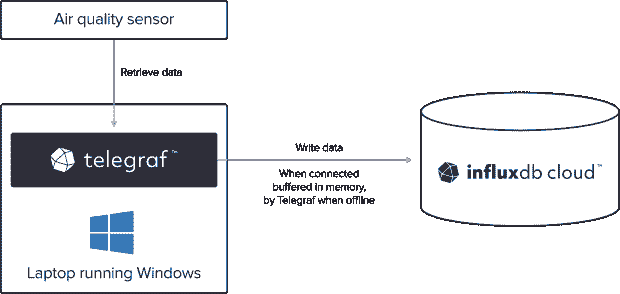 Air quality sensor
Retrieve data
telegraf™
Laptop running Windows
Write data
When connected
buffered in memory,
by Telegraf when offline
influxdb cloud™